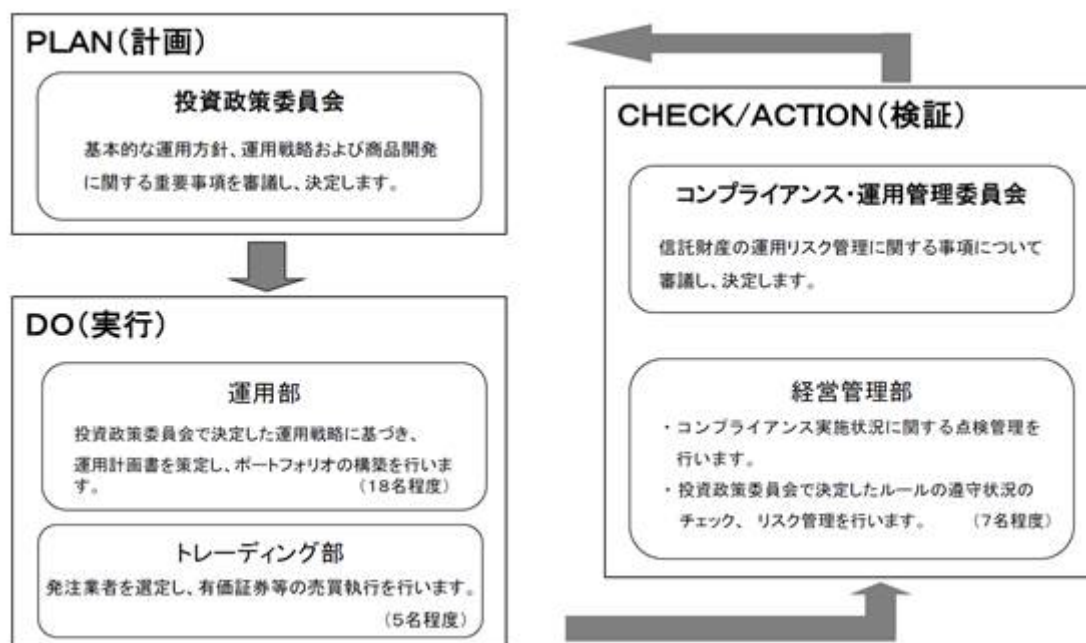 PLAN(計画)
投資政策委員会
基本的な運用方針、運用戦略および商品開発
に関する重要事項を審議し、決定します。
DO(実行)
運用部
投資政策委員会で決定した運用戦略に基づき、
運用計画書を策定し、ポートフォリオの構築を行いま
す。 (18名程度)
トレーディング部
発注業者を選定し、有価証券等の売買執行を行います。
(5名程度)
CHECK/ACTION(検証)
コンプライアンス・運用管理委員会
信託財産の運用リスク管理に関する事項について
審議し、決定します。
経営管理部
・コンプライアンス実施状況に関する点検管理を
行います。
・投資政策委員会で決定したルールの遵守状況の
チェック、 リスク管理を行います。 (7名程度)